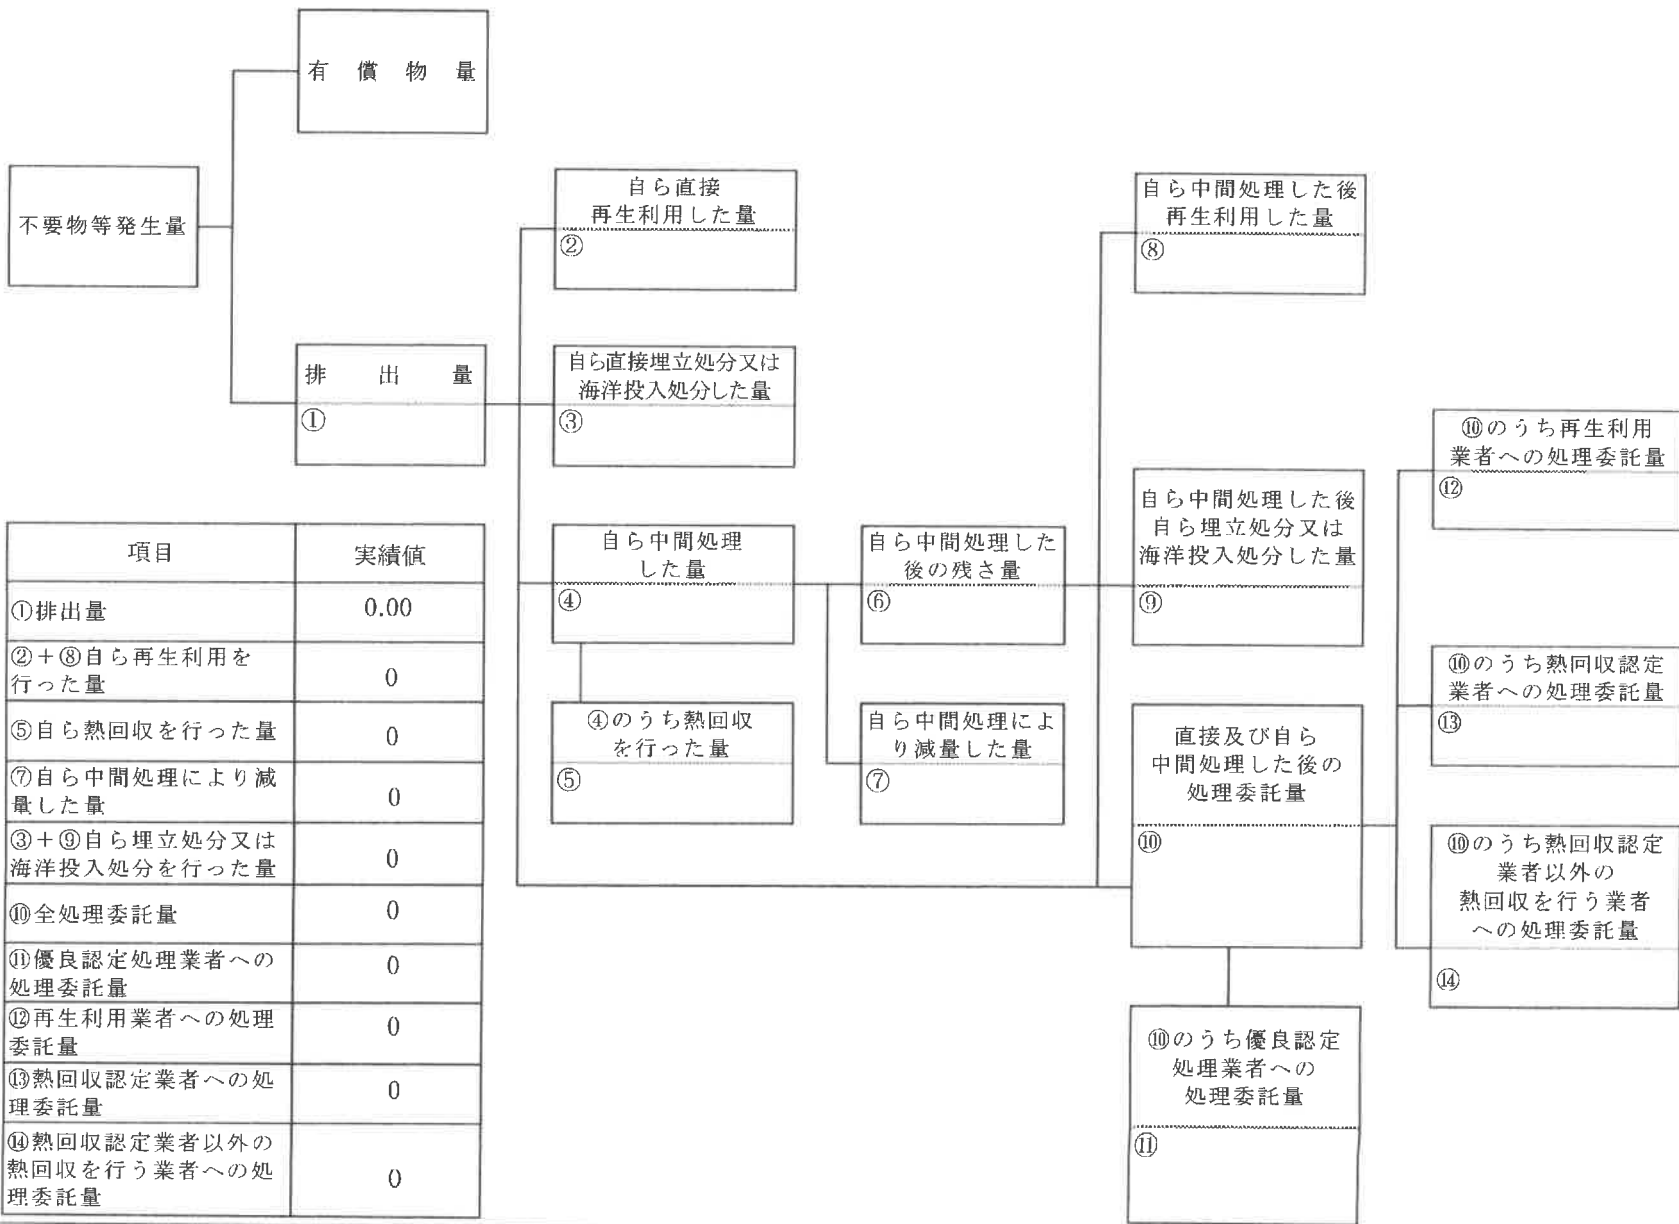 有償物量
不要物等発生量
排出量
①
自ら直接
再生利用した量
②
自ら直接埋立処分又は
海洋投入処分した量
③
自ら中間処理
した量
④
④のうち熱回収
を行った量
⑤
自ら中間処理した
後の残さ量
⑥
自ら中間処理によ
り減量した量
⑦
自ら中間処理した後
再生利用した量
⑧
自ら中間処理した後
自ら埋立処分又は
海洋投入処分した量
⑨
直接及び自ら
中間処理した後の
処理委託量
⑩
⑩のうち優良認定
処理業者への
処理委託量
⑪
⑩のうち再生利用
業者への処理委託量
⑫
⑩のうち熱回収認定
業者への処理委託量
⑬
⑩のうち熱回収認定
業者以外の
熱回収を行う業者
への処理委託量
⑭
項目 実績値
①排出量 0.00
②+⑧自ら再生利用を
行った量 0
⑤自ら熱回収を行った量 0
⑦自ら中間処理により減
量した量 0
③+⑨自ら埋立処分又は
海洋投入処分を行った量 0
⑩全処理委託量 0
⑪優良認定処理業者への
処理委託量 0
⑫再生利用業者への処理
委託量 0
⑬熱回収認定業者への処
理委託量 0
⑭熱回収認定業者以外の
熱回収を行う業者への処
理委託量 0